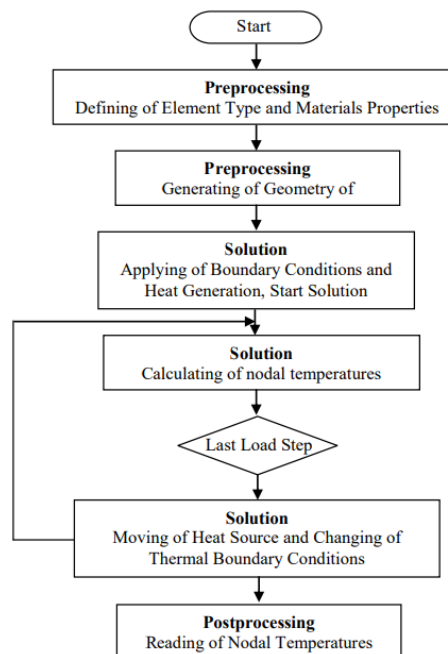 Start
Preprocessing
Defining of Element Type and Materials Properties
Preprocessing
Generating of Geometry of
Solution
Applying of Boundary Conditions and
Heat Generation, Start Solution
Solution
Calculating of nodal temperatures
Last Load Step
Solution
Moving of Heat Source and Changing of
Thermal Boundary Conditions
Postprocessing
Reading of Nodal Temperatures